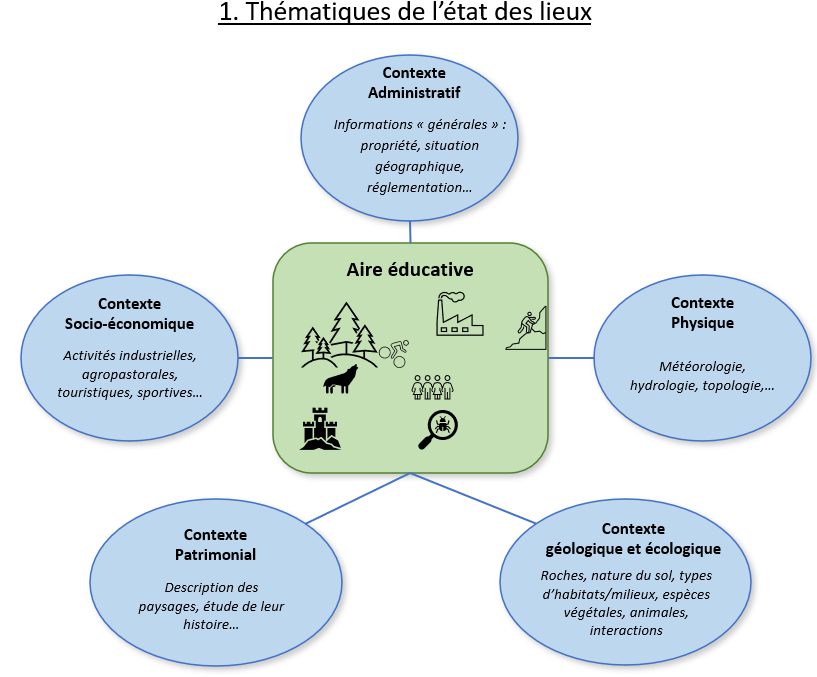 1. Thématiques de l’état des lieux
Contexte
Administratif
Informations « générales » :
propriété, situation
géographique,
réglementation…
Aire éducative
Contexte
Socio-économique
Activités industrielles,
agropastorales,
touristiques, sportives…
Contexte
Physique
Météorologie,
hydrologie, topologie,…
Contexte
Patrimonial
Description des
paysages, étude de leur
histoire…
Contexte
géologique et écologique
Roches, nature du sol, types
d’habitats/milieux, espèces
végétales, animales,
interactions